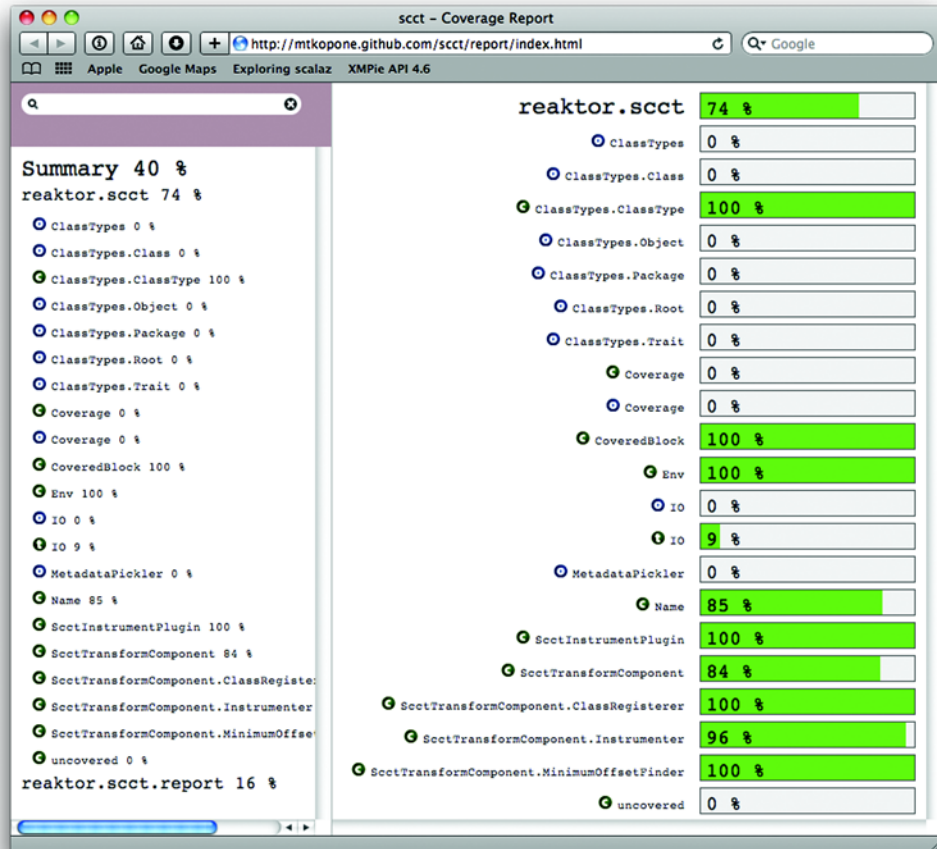 scct – Coverage Report
http://mtkopone.github.com/scct/report/index.html
Google
Apple Google Maps Exploring scalaz XMPie API 4.6
Summary 40 %
reaktor.scct 74 %
ClassTypes 0 %
ClassTypes.Class 0 %
ClassTypes.ClassType 100 %
ClassTypes.Object 0 %
ClassTypes.Package 0 %
ClassTypes.Root 0 %
ClassTypes.Trait 0 %
Coverage 0 %
Coverage 0 %
CoveredBlock 100 %
Env 100 %
IO 0 %
IO 9 %
MetadataPickler 0 %
Name 85 %
ScctInstrumentPlugin 100 %
ScctTransformComponent 84 %
ScctTransformComponent.ClassRegiste
ScctTransformComponent.Instrumenter
ScctTransformComponent.MinimumOffset
uncovered 0 %
reaktor.scct.report 16 %
reaktor.scct 74 %
ClassTypes 0 %
ClassTypes.Class 0 %
ClassTypes.ClassType 100 %
ClassTypes.Object 0 %
ClassTypes.Package 0 %
ClassTypes.Root 0 %
ClassTypes.Trait 0 %
Coverage 0 %
Coverage 0 %
CoveredBlock 100 %
Env 100 %
IO 0 %
IO 9 %
MetadataPickler 0 %
Name 85 %
ScctInstrumentPlugin 100 %
ScctTransformComponent 84 %
ScctTransformComponent.ClassRegisterer 100 %
ScctTransformComponent.Instrumenter 96 %
ScctTransformComponent.MinimumOffsetFinder 100 %
uncovered 0 %